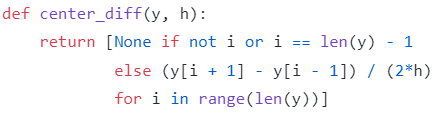 def center_diff(y, h):
    return [None if not i or i == len(y) - 1
            else (y[i + 1] - y[i - 1]) / (2*h)
            for i in range(len(y))]